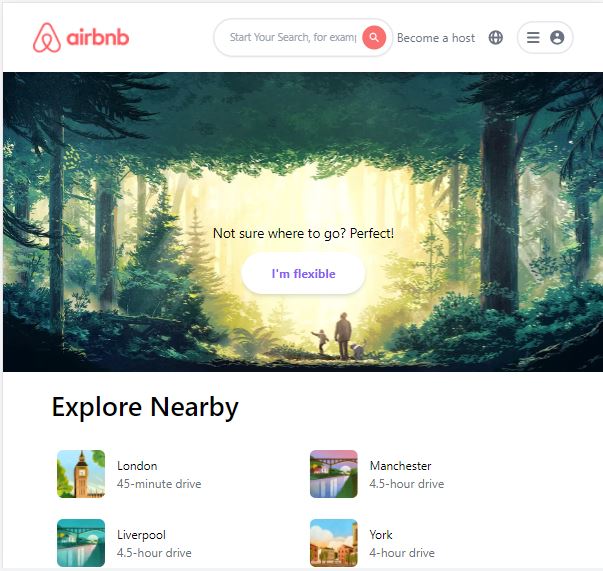 airbnb
Start Your Search, for examp
Become a host
Not sure where to go? Perfect!
I'm flexible
Explore Nearby
London
45-minute drive
Manchester
4.5-hour drive
Liverpool
4.5-hour drive
York
4-hour drive